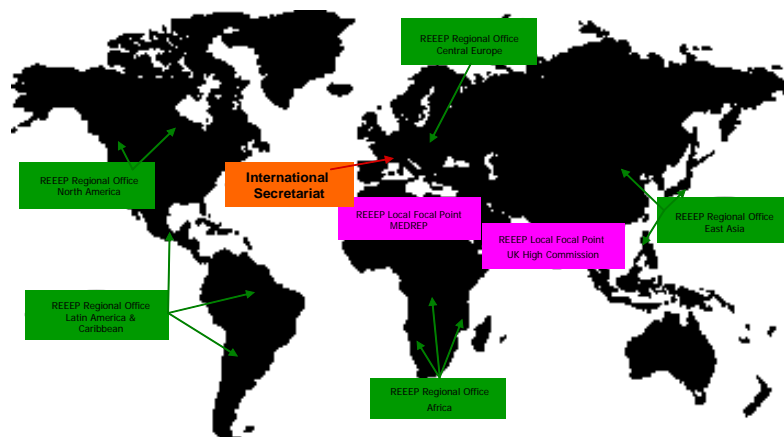 REEEP Regional Office
Central Europe
REEEP Regional Office
North America
International
Secretariat
REEEP Local Focal Point
MEDREP
REEEP Local Focal Point
UK High Commission
REEEP Regional Office
East Asia
REEEP Regional Office
Latin America &
Caribbean
REEEP Regional Office
Africa